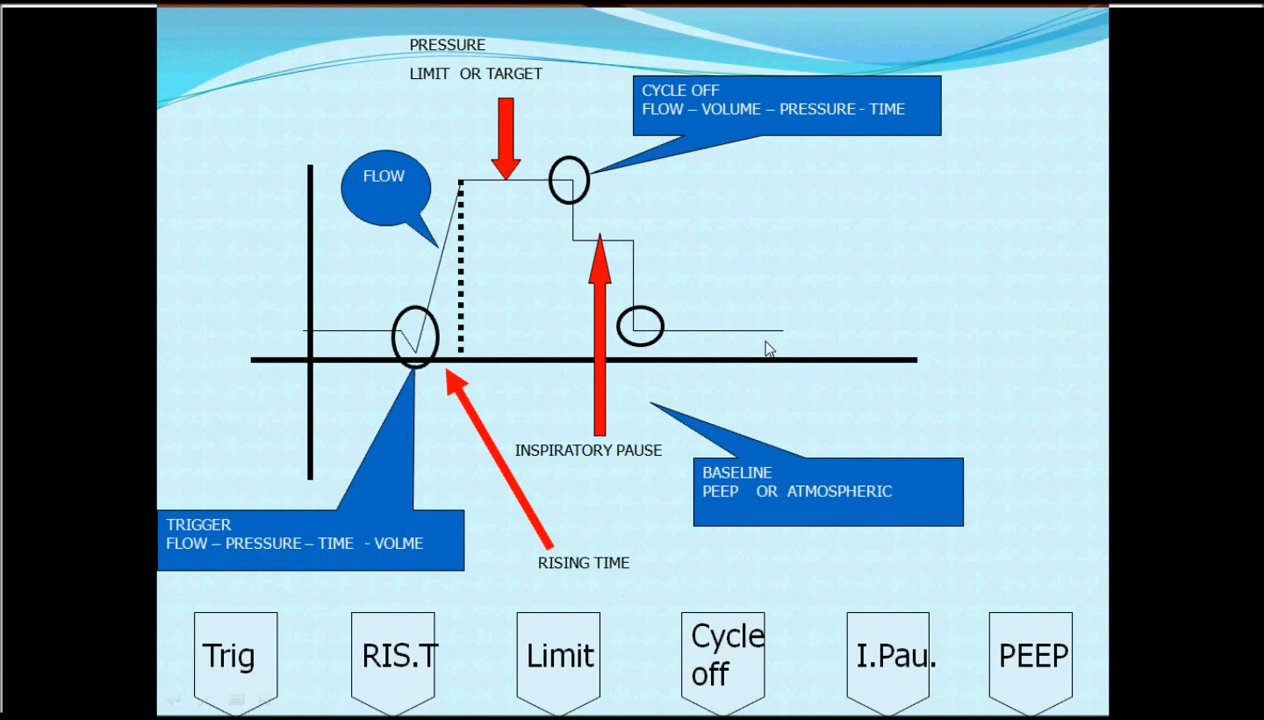 PRESSURE
LIMIT OR TARGET
CYCLE OFF
FLOW – VOLUME – PRESSURE - TIME
FLOW
INSPIRATORY PAUSE
BASELINE
PEEP OR ATMOSPHERIC
TRIGGER
FLOW – PRESSURE – TIME - VOLME
RISING TIME
Trig
RIS.T
Limit
Cycle
off
I.Pau.
PEEP